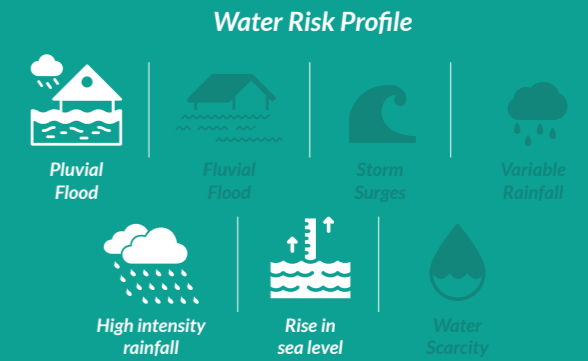 Water Risk Profile
Pluvial
Flood
Fluvial
Flood
Storm
Surges
Variable
Rainfall
High intensity
rainfall
Rise in
sea level
Water
Scarcity